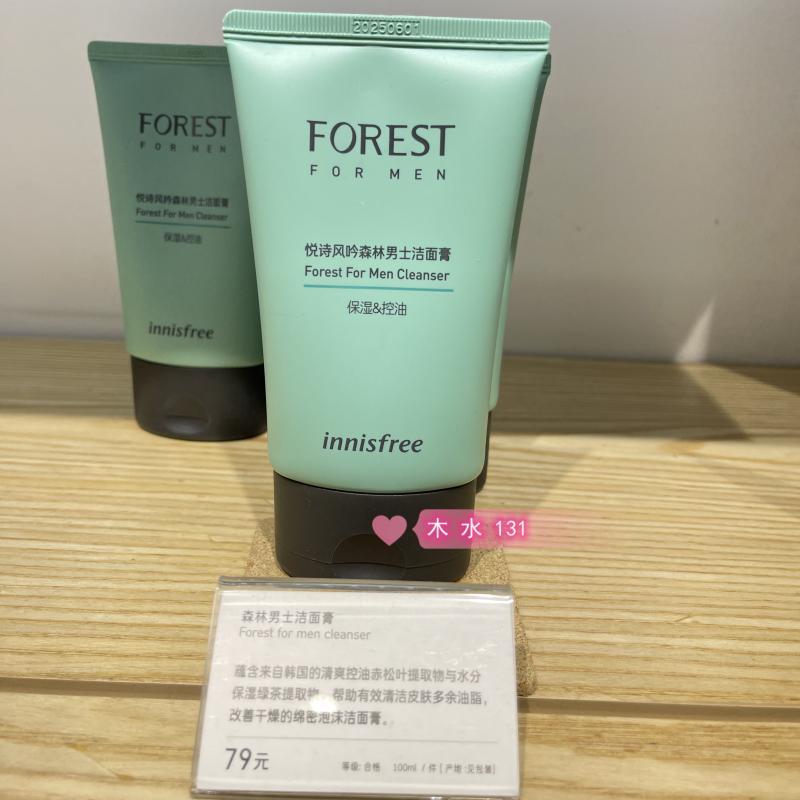 20250601
FOREST
FOR MEN
悦诗风吟森林男士洁面膏
Forest For Men Cleanser
保湿&控油
innisfree
FOREST
FOR MEN
悦诗风吟森林男士洁面膏
Forest For Men Cleanser
保湿&控油
innisfree
木 水 131
森林男士洁面膏
Forest for men cleanser
蕴含来自韩国的清爽控油赤松叶提取物与水分
保湿绿茶提取物，帮助有效清洁皮肤多余油脂，
改善干燥的绵密泡沫洁面膏。
79元
等级: 合格 100ml / 件 [ 产地 :见包装]